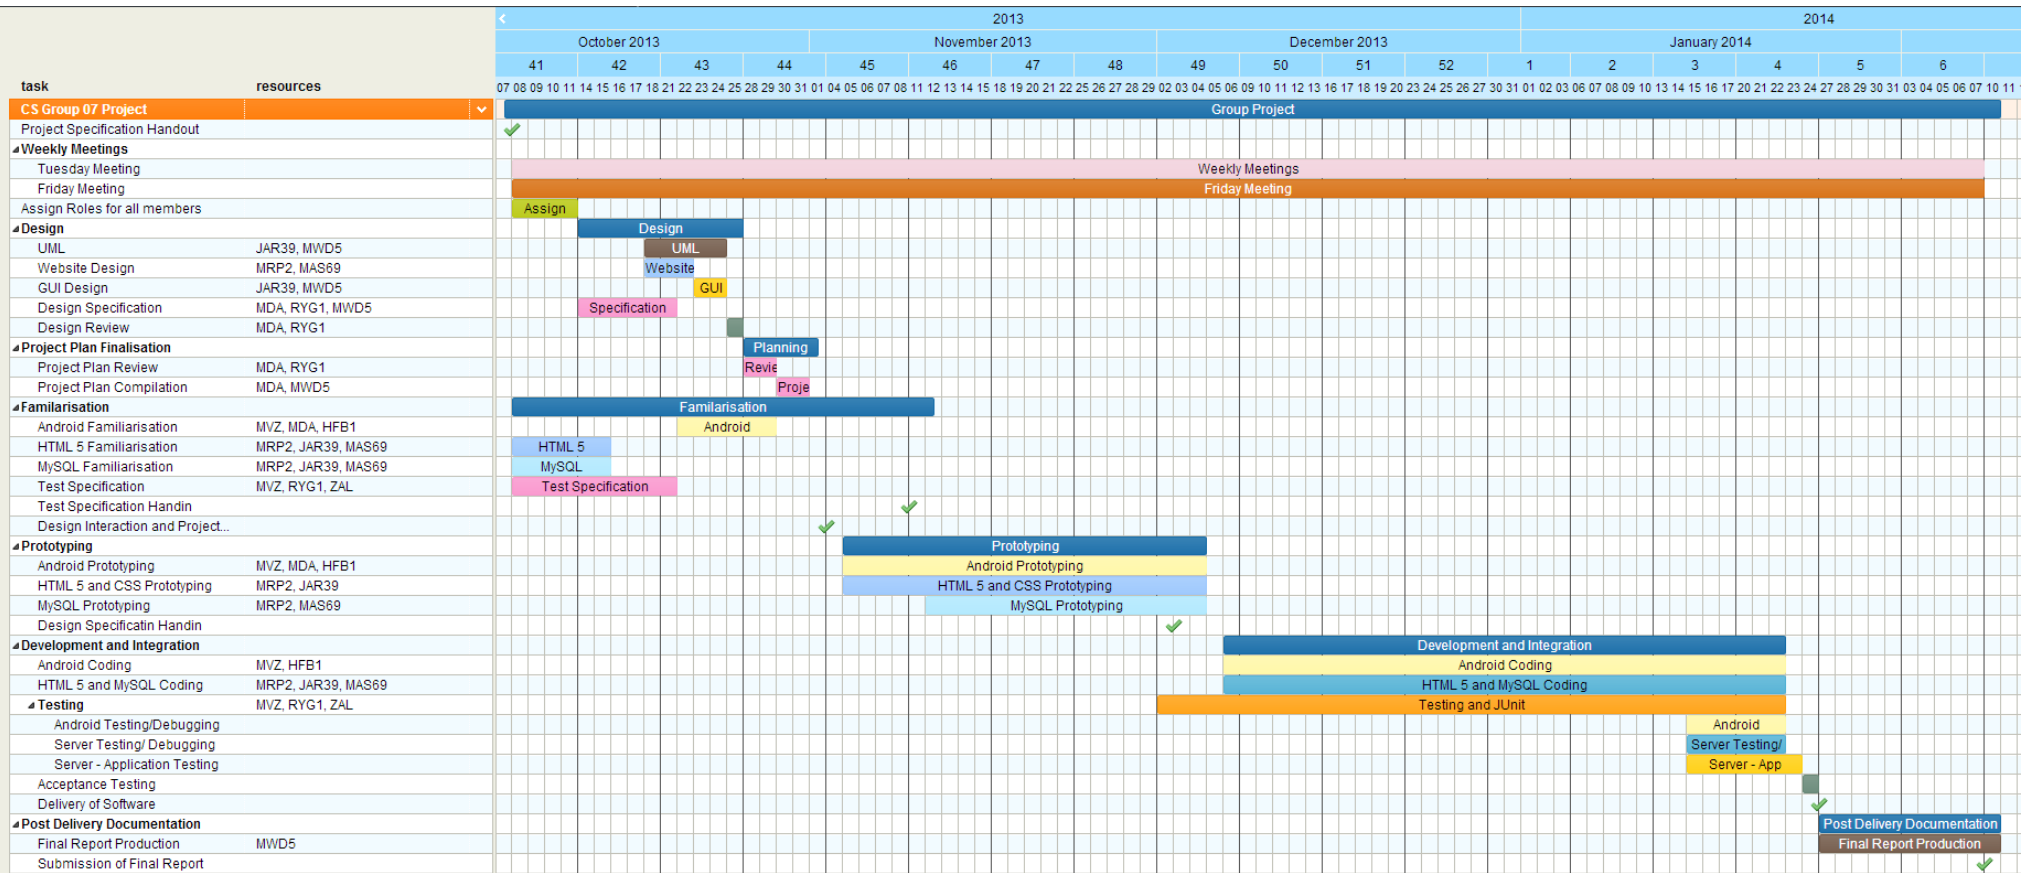 2013 2014
October 2013 November 2013 December 2013 January 2014
41 42 43 44 45 46 47 48 49 50 51 52 1 2 3 4 5 6
task resources 07 08 09 10 11 14 15 16 17 18 21 22 23 24 25 28 29 30 31 01 04 05 06 07 08 11 12 13 14 15 18 19 20 21 22 25 26 27 28 29 02 03 04 05 06 09 10 11 12 13 16 17 18 19 20 23 24 25 26 27 30 31 01 02 03 06 07 08 09 10 13 14 15 16 17 20 21 22 23 24 27 28 29 30 31 03 04 05 06 07 10 11
CS Group 07 Project Group Project
Project Specification Handout
Weekly Meetings
Tuesday Meeting Weekly Meetings
Friday Meeting Friday Meeting
Assign Roles for all members Assign
Design Design
UML JAR39, MWD5 UML
Website Design MRP2, MAS69 Website
GUI Design JAR39, MWD5 GUI
Design Specification MDA, RYG1, MWD5 Specification
Design Review MDA, RYG1
Project Plan Finalisation Planning
Project Plan Review MDA, RYG1 Revie
Project Plan Compilation MDA, MWD5 Proje
Familarisation Familarisation
Android Familiarisation MVZ, MDA, HFB1 Android
HTML 5 Familiarisation MRP2, JAR39, MAS69 HTML 5
MySQL Familiarisation MRP2, JAR39, MAS69 MySQL
Test Specification MVZ, RYG1, ZAL Test Specification
Test Specification Handin
Design Interaction and Project...
Prototyping Prototyping
Android Prototyping MVZ, MDA, HFB1 Android Prototyping
HTML 5 and CSS Prototyping MRP2, JAR39 HTML 5 and CSS Prototyping
MySQL Prototyping MRP2, MAS69 MySQL Prototyping
Design Specificatin Handin
Development and Integration Development and Integration
Android Coding MVZ, HFB1 Android Coding
HTML 5 and MySQL Coding MRP2, JAR39, MAS69 HTML 5 and MySQL Coding
Testing MVZ, RYG1, ZAL Testing and JUnit
Android Testing/Debugging Android
Server Testing/ Debugging Server Testing/
Server - Application Testing Server - App
Acceptance Testing
Delivery of Software
Post Delivery Documentation Post Delivery Documentation
Final Report Production MWD5 Final Report Production
Submission of Final Report